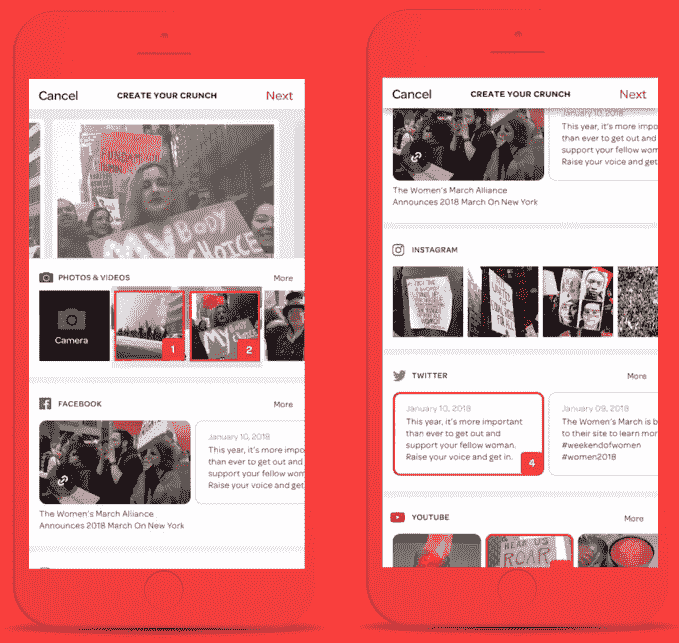 Cancel
CREATE YOUR CRUNCH
Next
MY BODY
CHOICE
PHOTOS & VIDEOS
More
Camera
1
2
FACEBOOK
More
January 10, 2018
This year, it's more important
than ever to get out and
support your fellow wom
Raise your voice and get
The Women's March Alliance
Announces 2018 March On New York
Cancel
CREATE YOUR CRUNCH
Next
January 10, 2018
This year, it's more impo
than ever to get out and
support your fellow wom
Raise your voice and get
The Women's March Alliance
Announces 2018 March On New York
INSTAGRAM
TWITTER
More
January 10, 2018
This year, it's more important
than ever to get out and
support your fellow woman.
Raise your voice and get in.
4
January 09, 2018
The Women's March is b
to their site to learn mor
#weekendofwomen
#women2018
YOUTUBE
More
HEAR US
ROAR